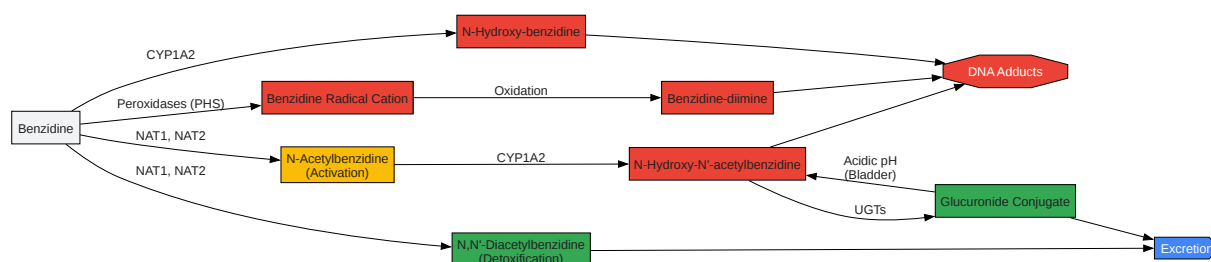 N-Hydroxy-benzidine
CYP1A2
DNA Adducts
Benzidine Radical Cation
Oxidation
Benzidine-diimine
Peroxidases (PHS)
Benzidine
NAT1, NAT2
N-Acetylbenzidine
(Activation)
CYP1A2
N-Hydroxy-N'-acetylbenzidine
Acidic pH
(Bladder)
NAT1, NAT2
Glucuronide Conjugate
UGTs
N,N'-Diacetylbenzidine
(Detoxification)
Excretion